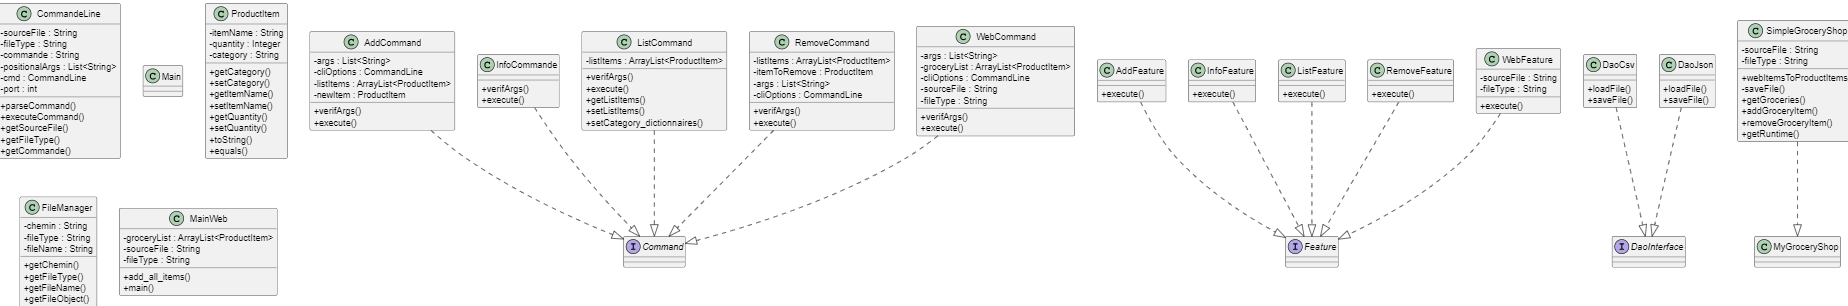 CommandeLine
-sourceFile : String
-fileType : String
-commande : String
-positionalArgs : List<String>
-cmd : CommandLine
-port : int
+parseCommand()
+executeCommand()
+getSourceFile()
+getFileType()
+getCommande()
Main
ProductItem
-itemName : String
-quantity : Integer
-category : String
+getCategory()
+setCategory()
+getItemName()
+setItemName()
+getQuantity()
+setQuantity()
+toString()
+equals()
AddCommand
-args : List<String>
-cliOptions : CommandLine
-listItems : ArrayList<ProductItem>
-newItem : ProductItem
+verifArgs()
+execute()
InfoCommande
+verifArgs()
+execute()
ListCommand
-listItems : ArrayList<ProductItem>
+verifArgs()
+execute()
+getListItems()
+setListItems()
+setCategory_dictionnaires()
RemoveCommand
-listItems : ArrayList<ProductItem>
-itemToRemove : ProductItem
-args : List<String>
-cliOptions : CommandLine
+verifArgs()
+execute()
WebCommand
-args : List<String>
-groceryList : ArrayList<ProductItem>
-cliOptions : CommandLine
-sourceFile : String
-fileType : String
+verifArgs()
+execute()
AddFeature
+execute()
InfoFeature
+execute()
ListFeature
+execute()
RemoveFeature
+execute()
WebFeature
-sourceFile : String
-fileType : String
+execute()
DaoCsv
+loadFile()
+saveFile()
DaoJson
+loadFile()
+saveFile()
SimpleGroceryShop
-sourceFile : String
-fileType : String
+webItemsToProductItems
-saveFile()
+getGroceries()
+addGroceryItem()
+removeGroceryItem()
+getRuntime()
FileManager
-chemin : String
-fileType : String
-fileName : String
+getChemin()
+getFileType()
+getFileName()
+getFileObject()
MainWeb
-groceryList : ArrayList<ProductItem>
-sourceFile : String
-fileType : String
+add_all_items()
+main()
Command
Feature
DaoInterface
MyGroceryShop